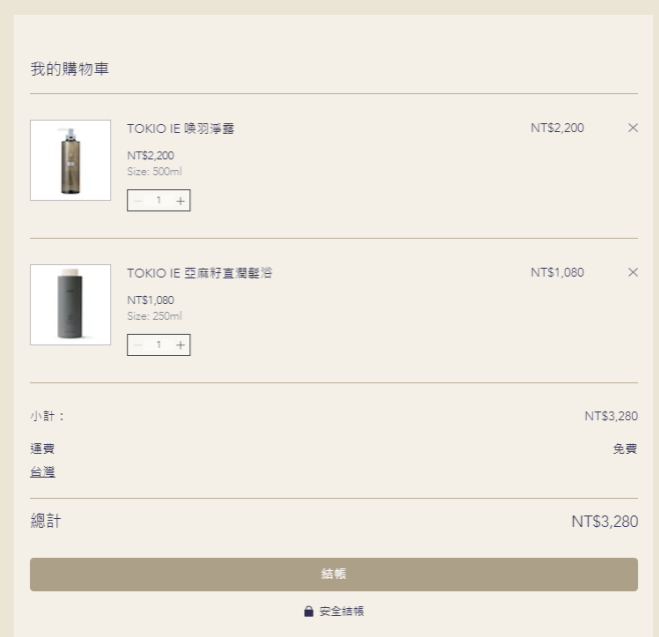 我的購物車
TOKIO IE 喚羽淨露
NT$2,200
×
NT$2,200
Size: 500ml
− 1 +
TOKIO IE 亞麻籽直潤髮浴
NT$1,080
×
NT$1,080
Size: 250ml
− 1 +
小計：
NT$3,280
運費
免費
台灣
總計
NT$3,280
結帳
安全結帳